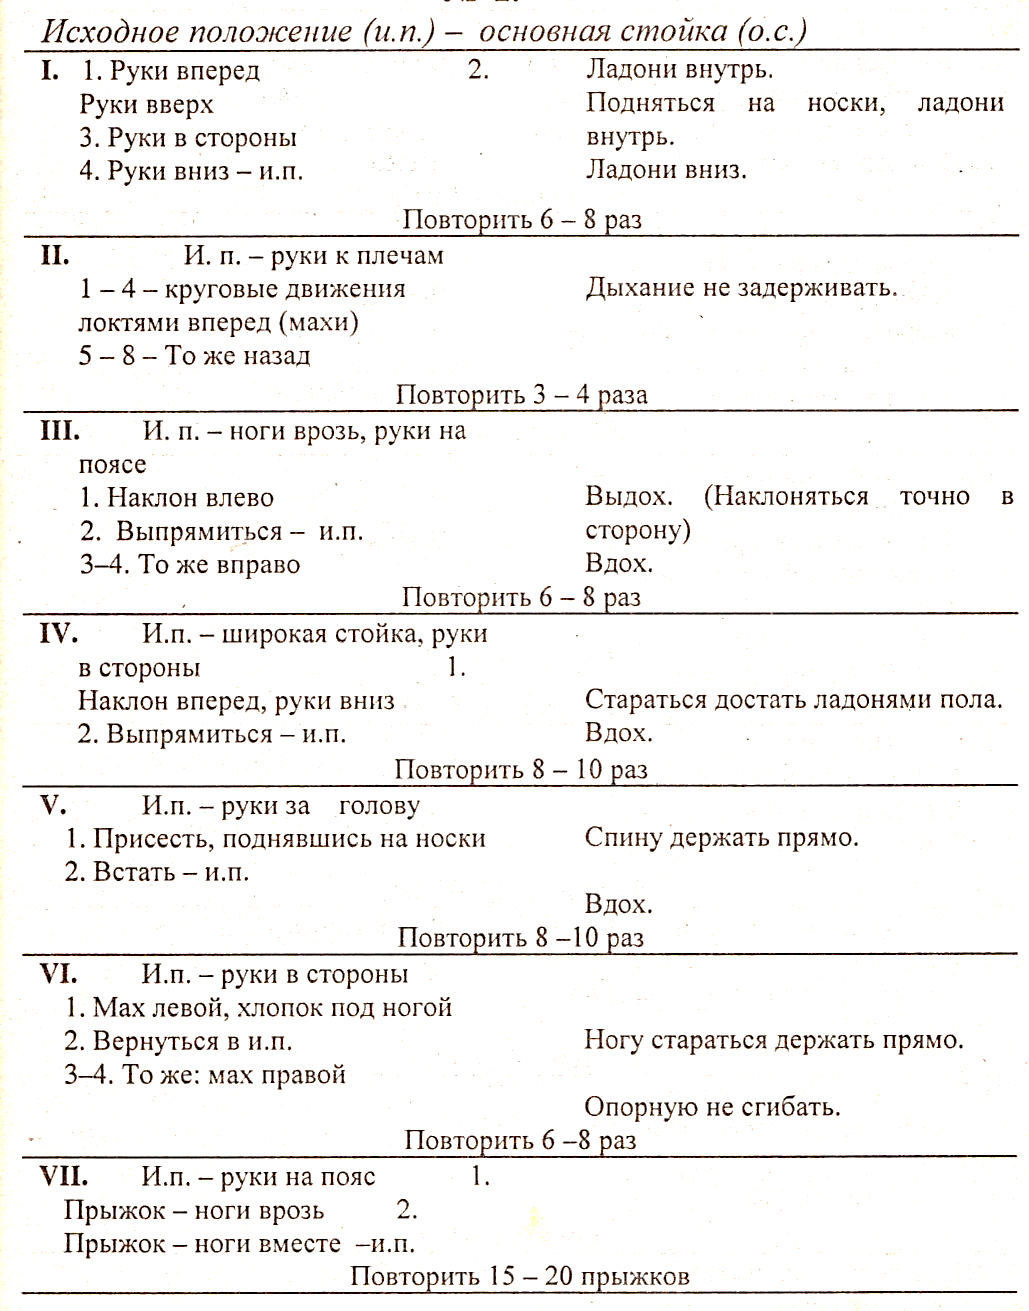 Исходное положение (и.п.) – основная стойка (о.с.)
I. 1. Руки вперед 2. Ладони внутрь.
Руки вверх Подняться на носки, ладони
3. Руки в стороны внутрь.
4. Руки вниз – и.п. Ладони вниз.
Повторить 6 – 8 раз
II. И. п. – руки к плечам
1 – 4 – круговые движения Дыхание не задерживать.
локтями вперед (махи)
5 – 8 – То же назад
Повторить 3 – 4 раза
III. И. п. – ноги врозь, руки на
поясе
1. Наклон влево Выдох. (Наклоняться точно в
2. Выпрямиться – и.п. сторону)
3–4. То же вправо Вдох.
Повторить 6 – 8 раз
IV. И.п. – широкая стойка, руки
в стороны 1.
Наклон вперед, руки вниз Стараться достать ладонями пола.
2. Выпрямиться – и.п. Вдох.
Повторить 8 – 10 раз
V. И.п. – руки за голову
1. Присесть, поднявшись на носки Спину держать прямо.
2. Встать – и.п.
Вдох.
Повторить 8 –10 раз
VI. И.п. – руки в стороны
1. Мах левой, хлопок под ногой
2. Вернуться в и.п. Ногу стараться держать прямо.
3–4. То же: мах правой
Опорную не сгибать.
Повторить 6 –8 раз
VII. И.п. – руки на пояс 1.
Прыжок – ноги врозь 2.
Прыжок – ноги вместе –и.п.
Повторить 15 – 20 прыжков